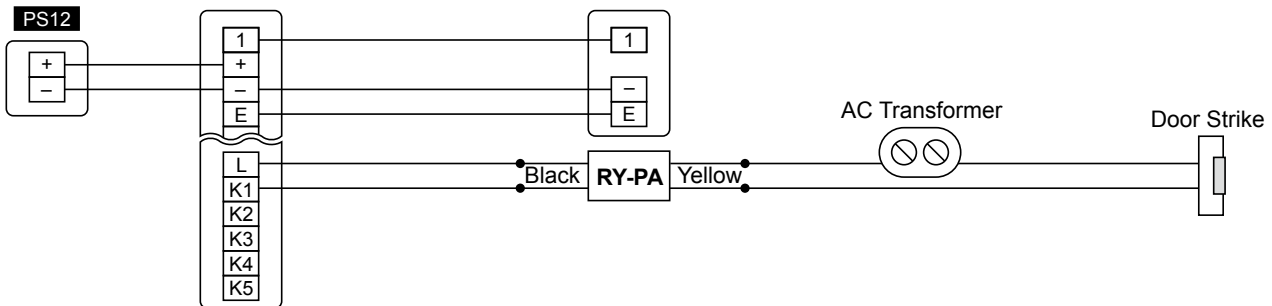 PS12
+
–
1
+
–
E
L
K1
K2
K3
K4
K5
1
–
E
Black RY-PA Yellow
AC Transformer
Door Strike